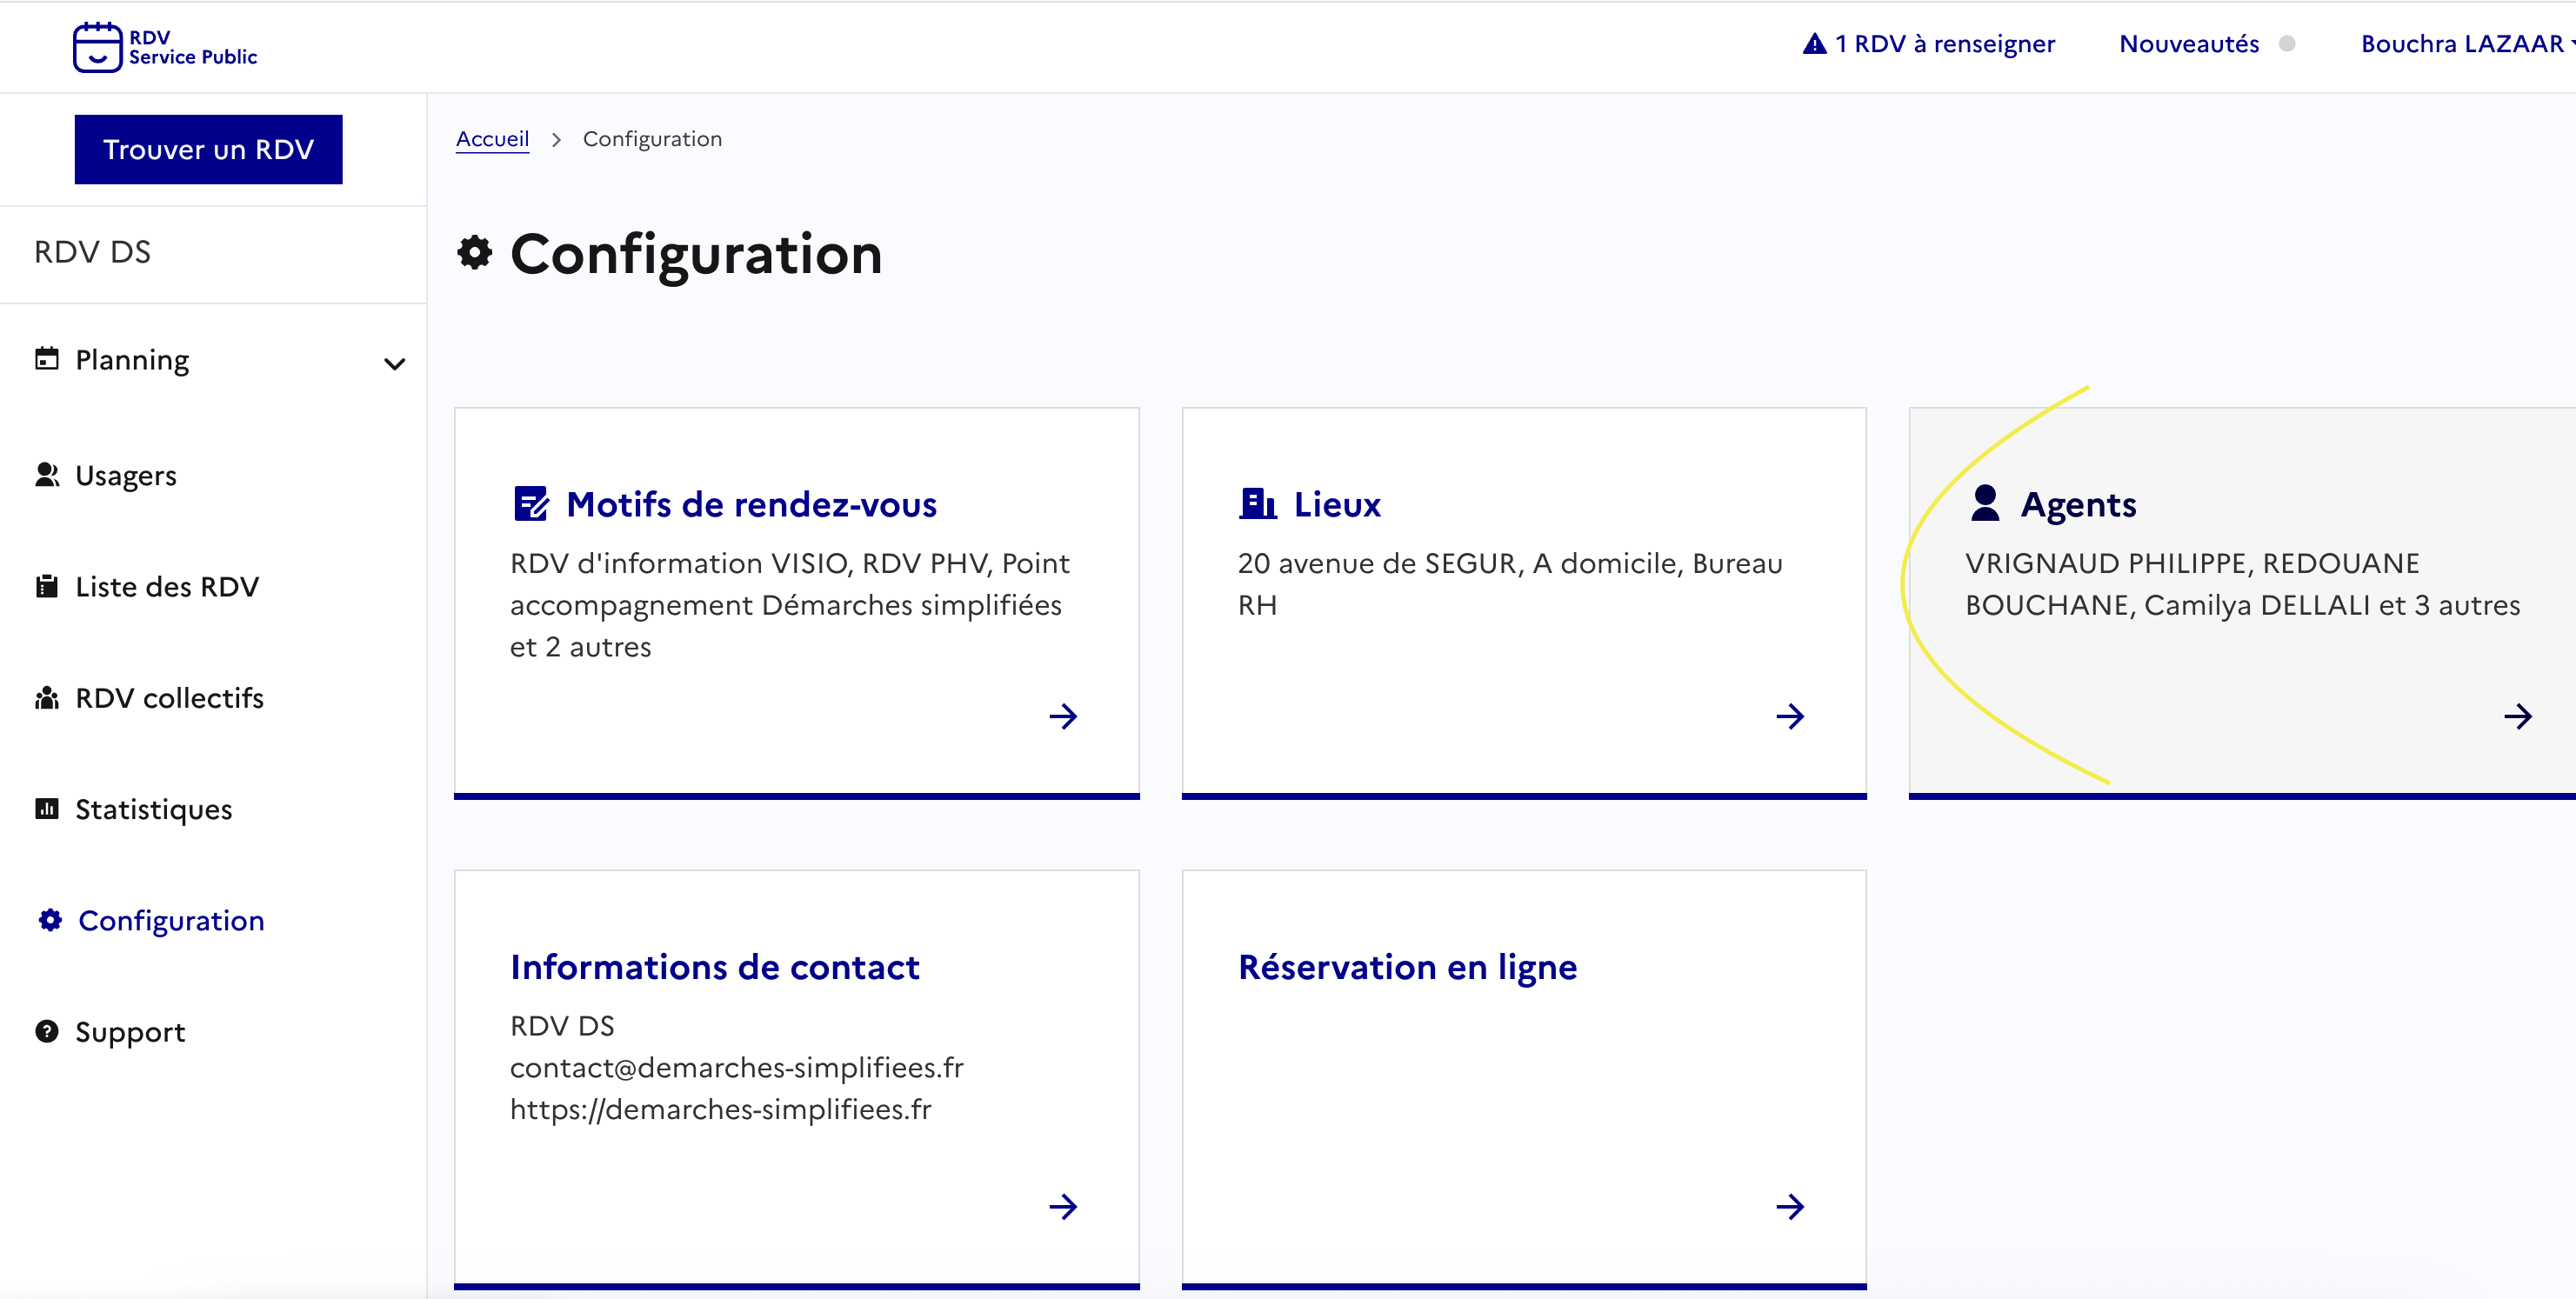 RDV
Service Public
1 RDV à renseigner
Nouveautés
Bouchra LAZAAR
Trouver un RDV
RDV DS
Planning
Usagers
Liste des RDV
RDV collectifs
Statistiques
Configuration
Support
Accueil > Configuration
Configuration
Motifs de rendez-vous
RDV d'information VISIO, RDV PHV, Point
accompagnement Démarches simplifiées
et 2 autres
Lieux
20 avenue de SEGUR, A domicile, Bureau
RH
Agents
VRIGNAUD PHILIPPE, REDOUANE
BOUCHANE, Camilya DELLALI et 3 autres
Informations de contact
RDV DS
contact@demarches-simplifiees.fr
https://demarches-simplifiees.fr
Réservation en ligne